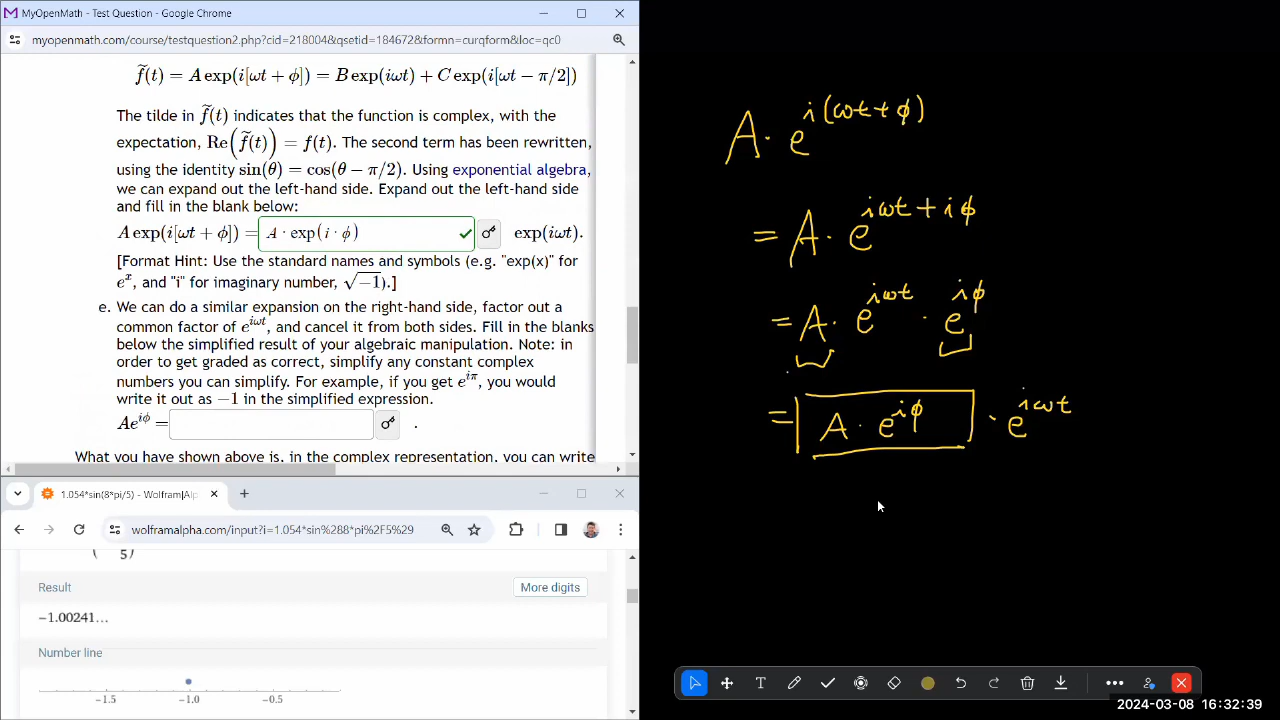 MyOpenMath - Test Question - Google Chrome
myopenmath.com/course/testquestion2.php?cid=218004&qsetid=184672&formn=curqform&loc=qc0
f̃(t) = A exp(i[ωt + ϕ]) = B exp(iωt) + C exp(i[ωt − π/2])
The tilde in f̃(t) indicates that the function is complex, with the
expectation, Re(f̃(t)) = f(t). The second term has been rewritten,
using the identity sin(θ) = cos(θ − π/2). Using exponential algebra,
we can expand out the left-hand side. Expand out the left-hand side
and fill in the blank below:
A exp(i[ωt + ϕ]) = · exp(i · ϕ) exp(iωt).
[Format Hint: Use the standard names and symbols (e.g. "exp(x)" for
e^x, and "i" for imaginary number, √−1).]
e. We can do a similar expansion on the right-hand side, factor out a
common factor of e^{iωt}, and cancel it from both sides. Fill in the blanks
below the simplified result of your algebraic manipulation. Note: in
order to get grades as correct, simplify any constant complex
numbers you can simplify. For example, if you get e^{iπ}, you would
write it out as −1 in the simplified expression.
Ae^{iϕ} = .
What you have shown above is, in the complex representation, you can write
1.054*sin(8*pi/5) - Wolfram|Alp
wolframalpha.com/input?i=1.054*sin%288*pi%2F5%29
( 5)
Result
More digits
−1.00241...
Number line
−1.5 −1.0 −0.5
A · e^{i(ωt+ϕ)}
= A · e^{iωt + iϕ}
= A · e^{iωt} · e^{iϕ}
= A · e^{iϕ} · e^{iωt}
T
2024-03-08 16:32:39